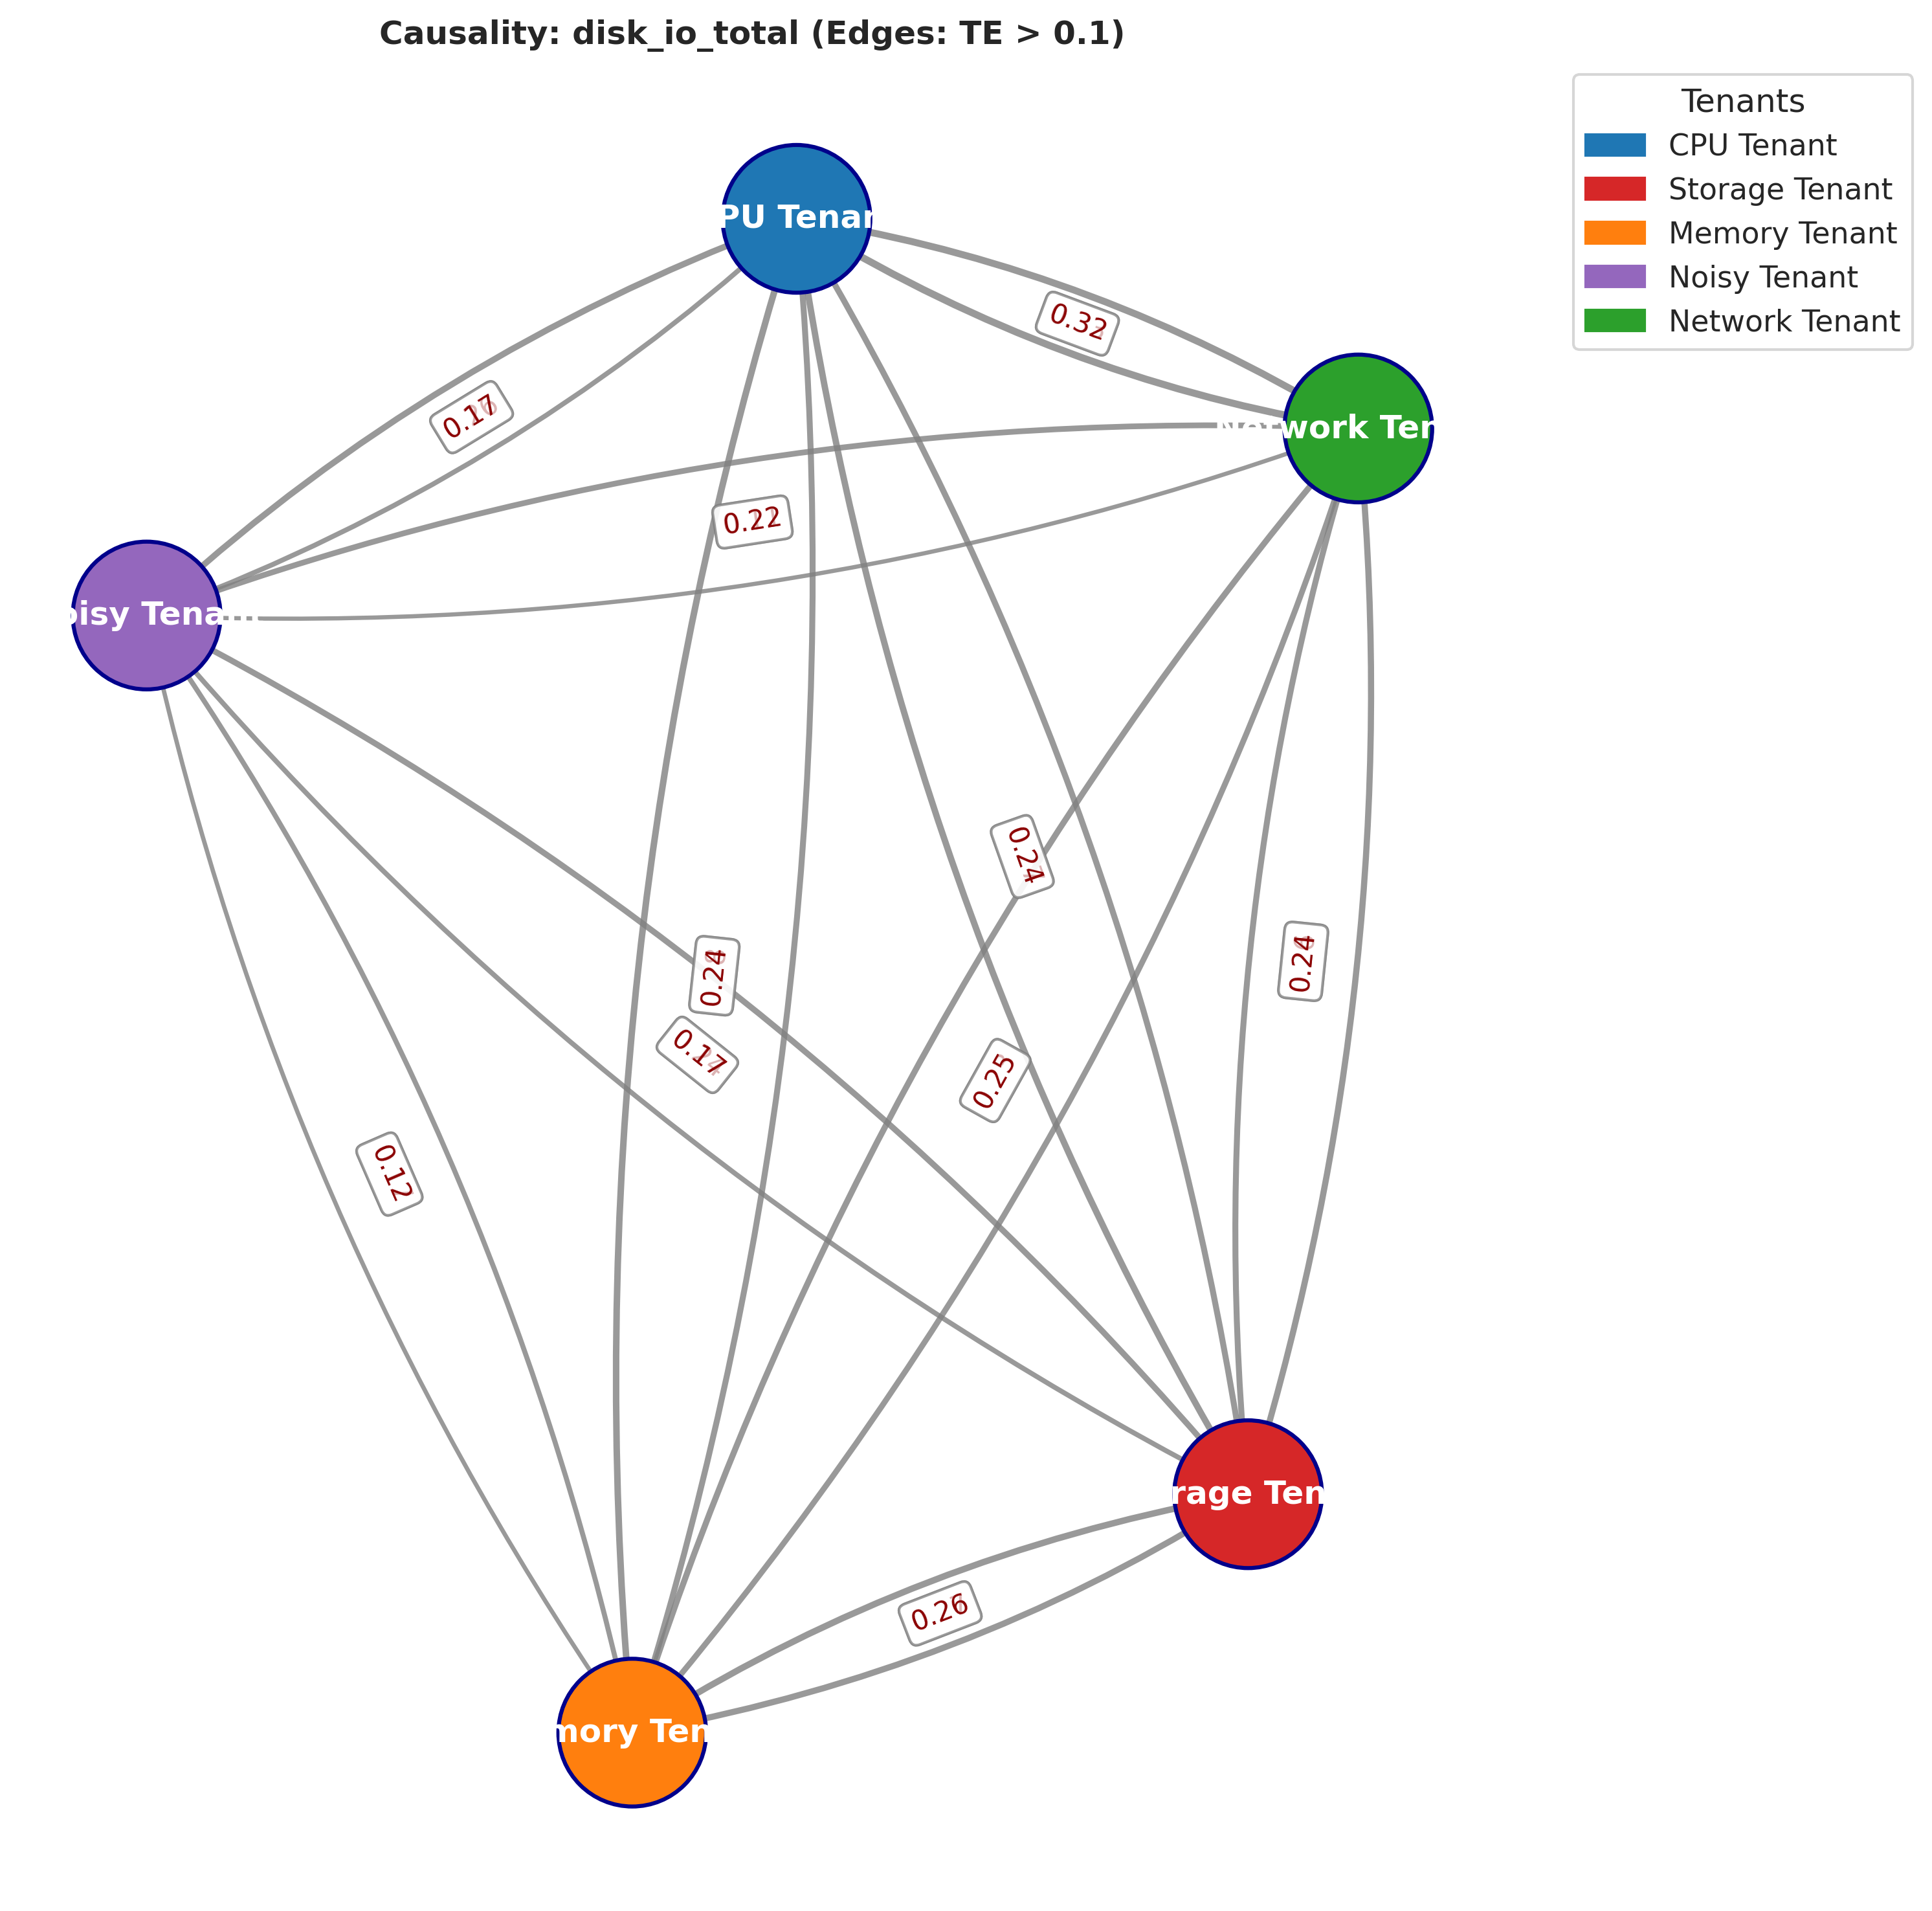 Causality: disk_io_total (Edges: TE > 0.1)
Tenants
CPU Tenant
Storage Tenant
Memory Tenant
Noisy Tenant
Network Tenant
PU Tenan
0.32
0.17
work Ten
0.22
oisy Tena
0.24
0.24
0.24
0.17
0.25
0.12
rage Ten
0.26
mory Ten